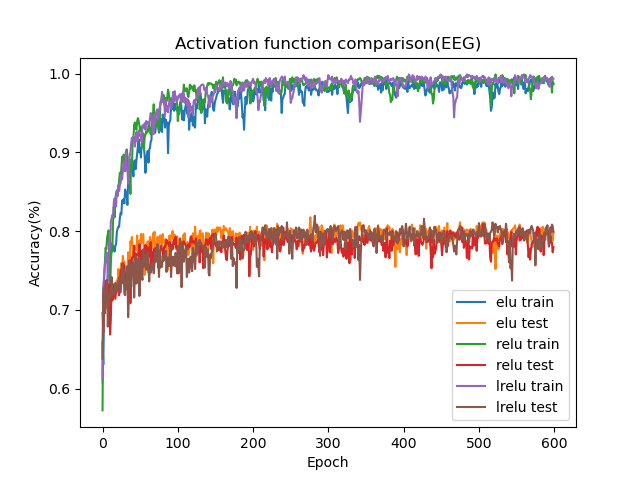 Activation function comparison(EEG)
1.0
0.9
0.8
0.7
0.6
Accuracy(%)
0
100
200
300
400
500
600
Epoch
elu train
elu test
relu train
relu test
lrelu train
lrelu test